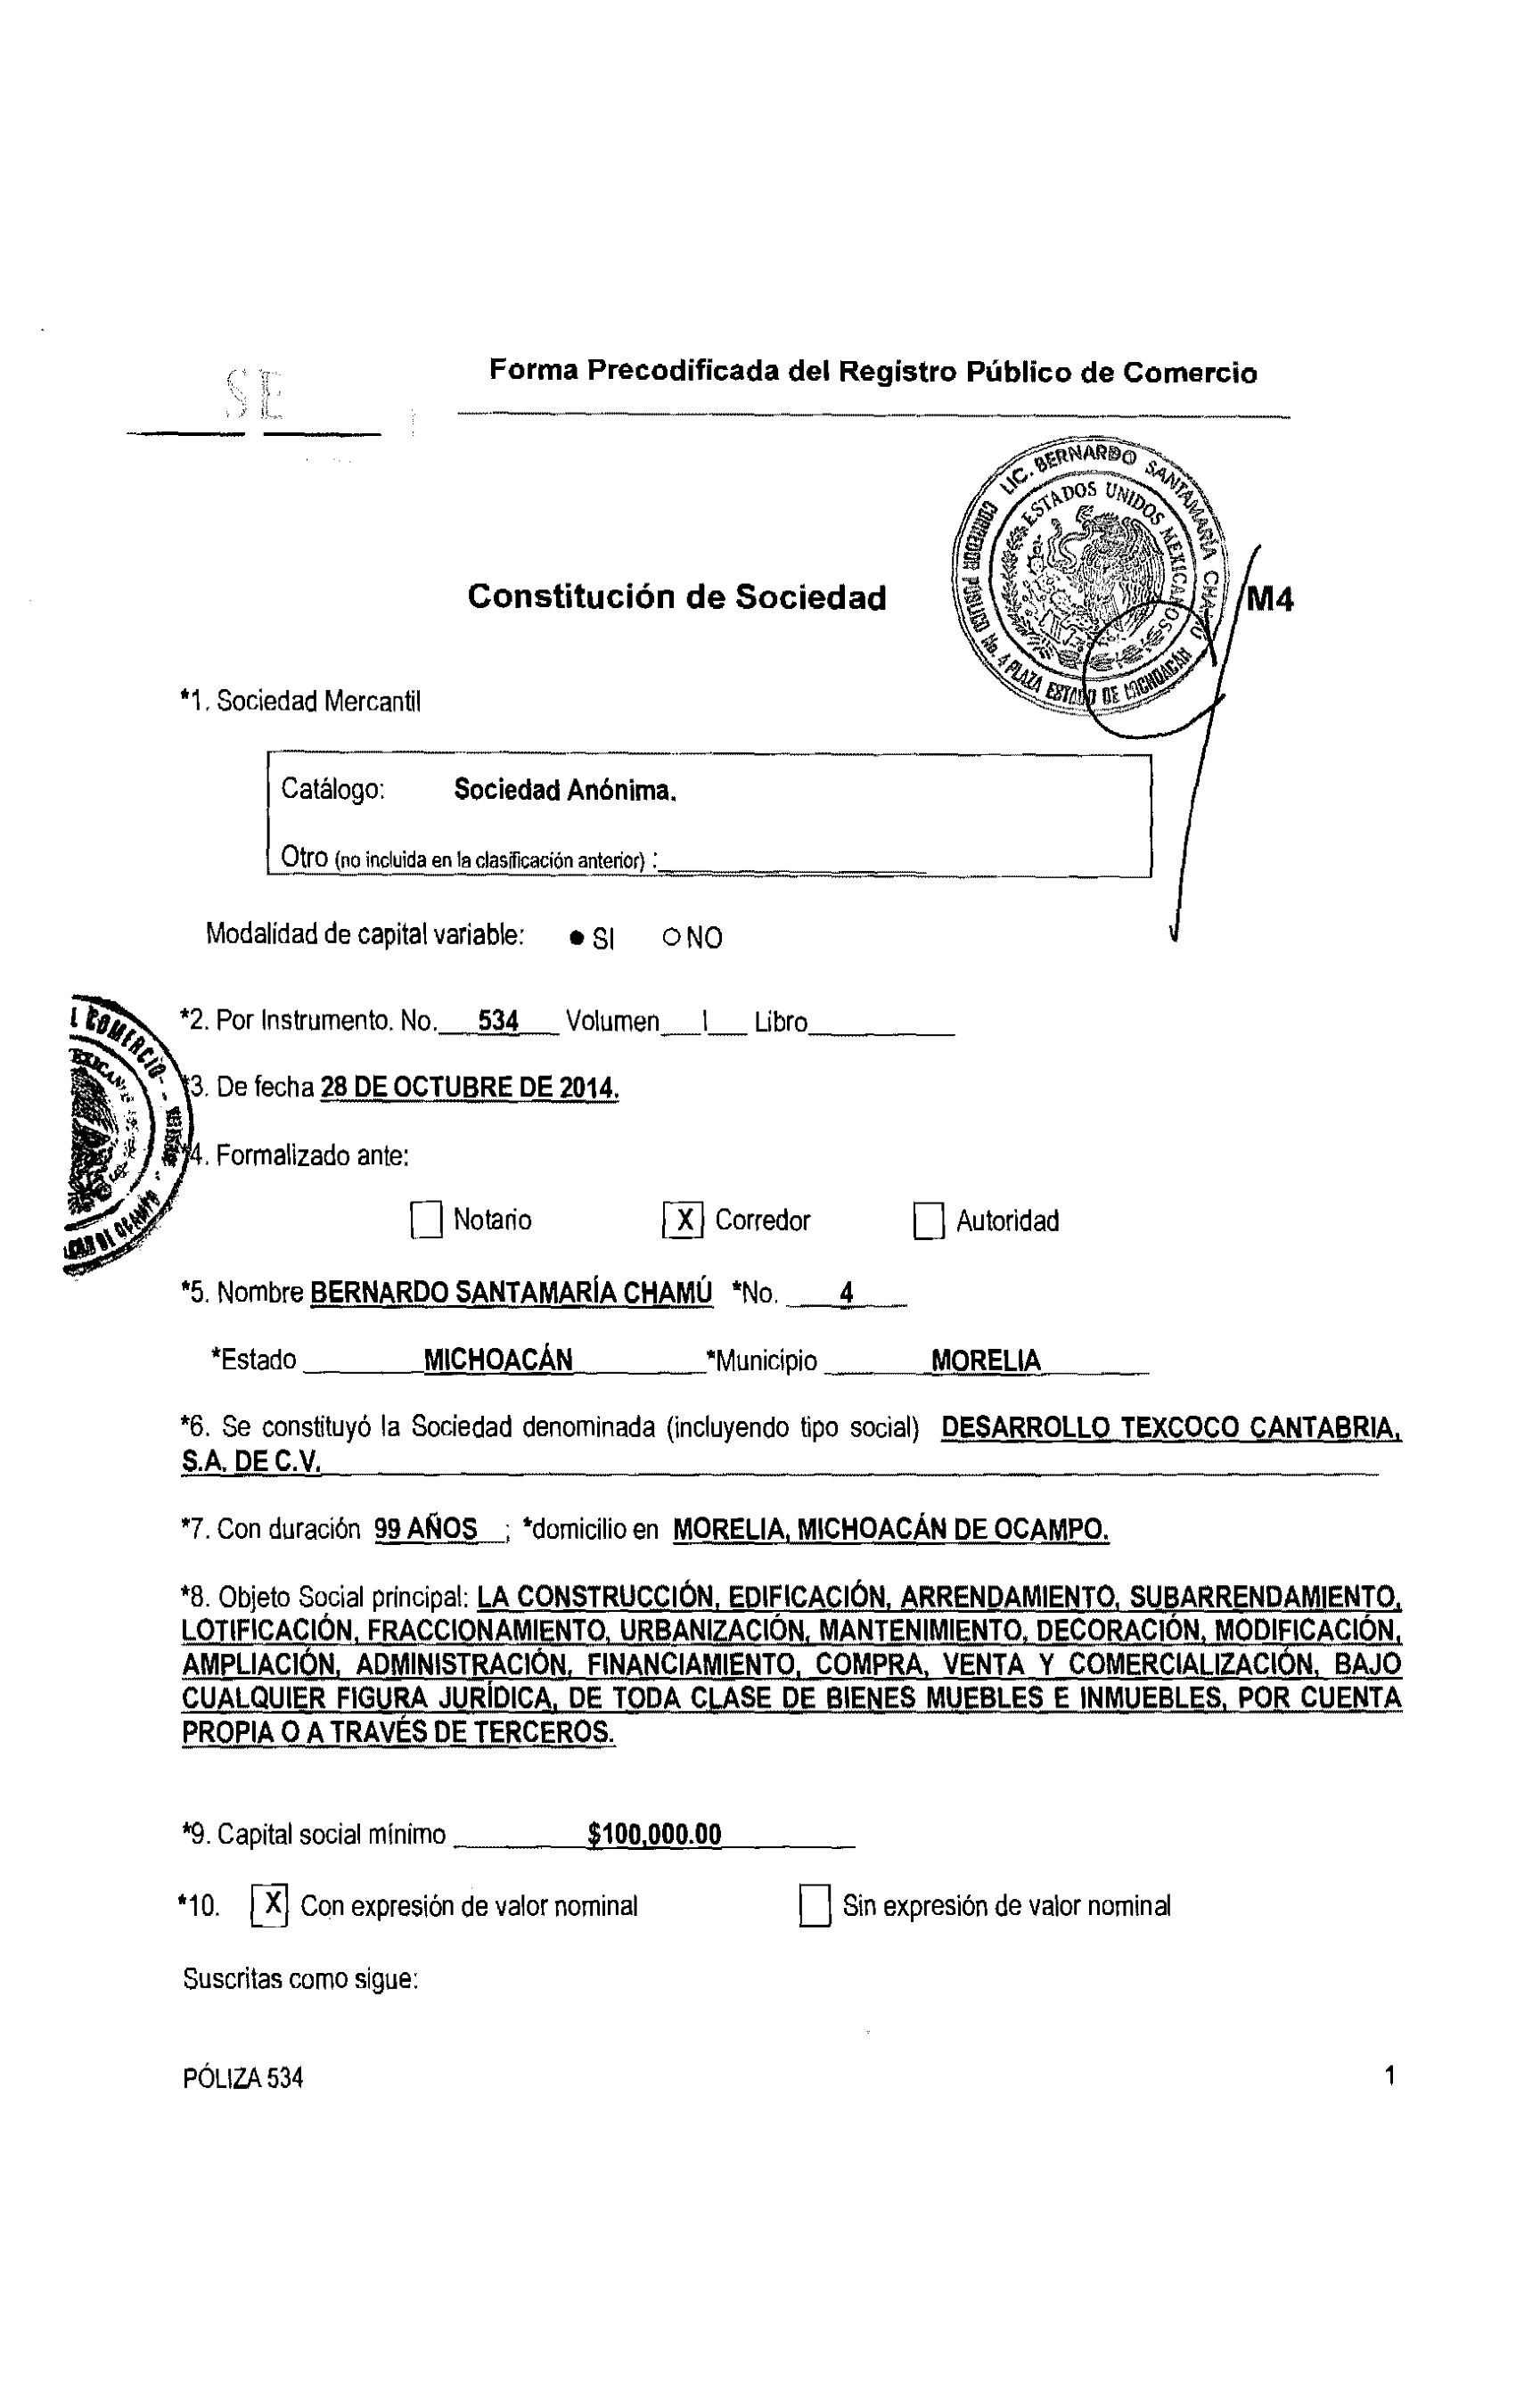 SE
Forma Precodificada del Registro Público de Comercio
LIC. BERNARDO SANTAMARÍA CHAMÚ
CORREDOR PÚBLICO No. 4 PLAZA ESTADO DE MICHOACÁN
ESTADOS UNIDOS MEXICANOS
Constitución de Sociedad M4
*1. Sociedad Mercantil
Catálogo: Sociedad Anónima.
Otro (no incluida en la clasificación anterior) :
Modalidad de capital variable: ● SI ○ NO
*2. Por Instrumento. No. 534 Volumen I Libro
COMERCIO
*3. De fecha 28 DE OCTUBRE DE 2014.
*4. Formalizado ante:
Notario X Corredor Autoridad
*5. Nombre BERNARDO SANTAMARÍA CHAMÚ *No. 4
*Estado MICHOACÁN *Municipio MORELIA
*6. Se constituyó la Sociedad denominada (incluyendo tipo social) DESARROLLO TEXCOCO CANTABRIA,
S.A. DE C.V.
*7. Con duración 99 AÑOS ; *domicilio en MORELIA, MICHOACÁN DE OCAMPO.
*8. Objeto Social principal: LA CONSTRUCCIÓN, EDIFICACIÓN, ARRENDAMIENTO, SUBARRENDAMIENTO,
LOTIFICACIÓN, FRACCIONAMIENTO, URBANIZACIÓN, MANTENIMIENTO, DECORACIÓN, MODIFICACIÓN,
AMPLIACIÓN, ADMINISTRACIÓN, FINANCIAMIENTO, COMPRA, VENTA Y COMERCIALIZACIÓN, BAJO
CUALQUIER FIGURA JURÍDICA, DE TODA CLASE DE BIENES MUEBLES E INMUEBLES, POR CUENTA
PROPIA O A TRAVÉS DE TERCEROS.
*9. Capital social mínimo $100,000.00
*10. X Con expresión de valor nominal Sin expresión de valor nominal
Suscritas como sigue:
PÓLIZA 534 1